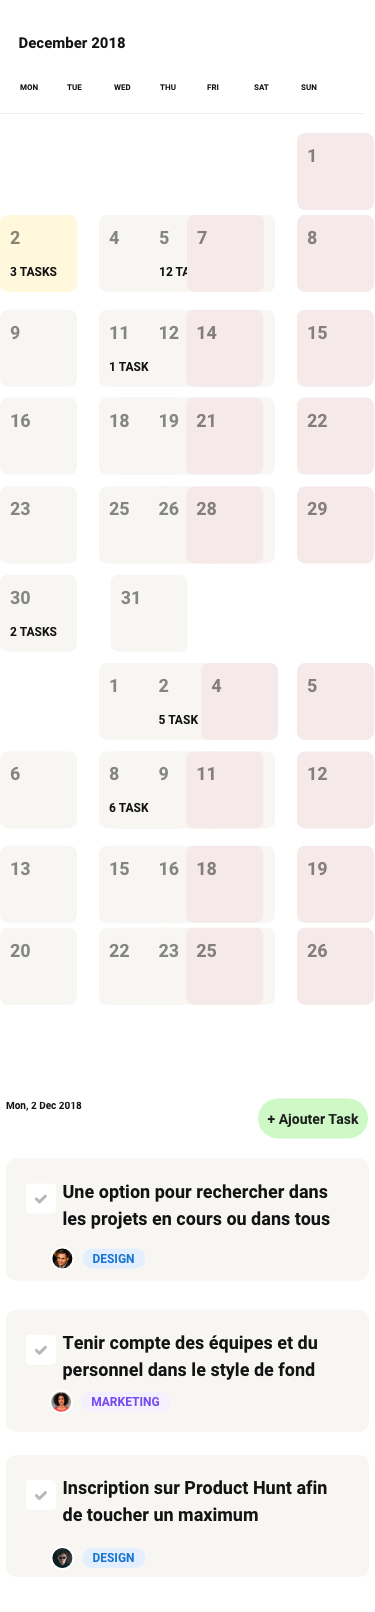 December 2018
MON TUE WED THU FRI SAT SUN
1
2 4 5 7 8
3 TASKS 12 TA
9 11 12 14 15
1 TASK
16 18 19 21 22
23 25 26 28 29
30 31
2 TASKS
1 2 4 5
5 TASK
6 8 9 11 12
6 TASK
13 15 16 18 19
20 22 23 25 26
Mon, 2 Dec 2018
+ Ajouter Task
Une option pour rechercher dans
les projets en cours ou dans tous
DESIGN
Tenir compte des équipes et du
personnel dans le style de fond
MARKETING
Inscription sur Product Hunt afin
de toucher un maximum
DESIGN